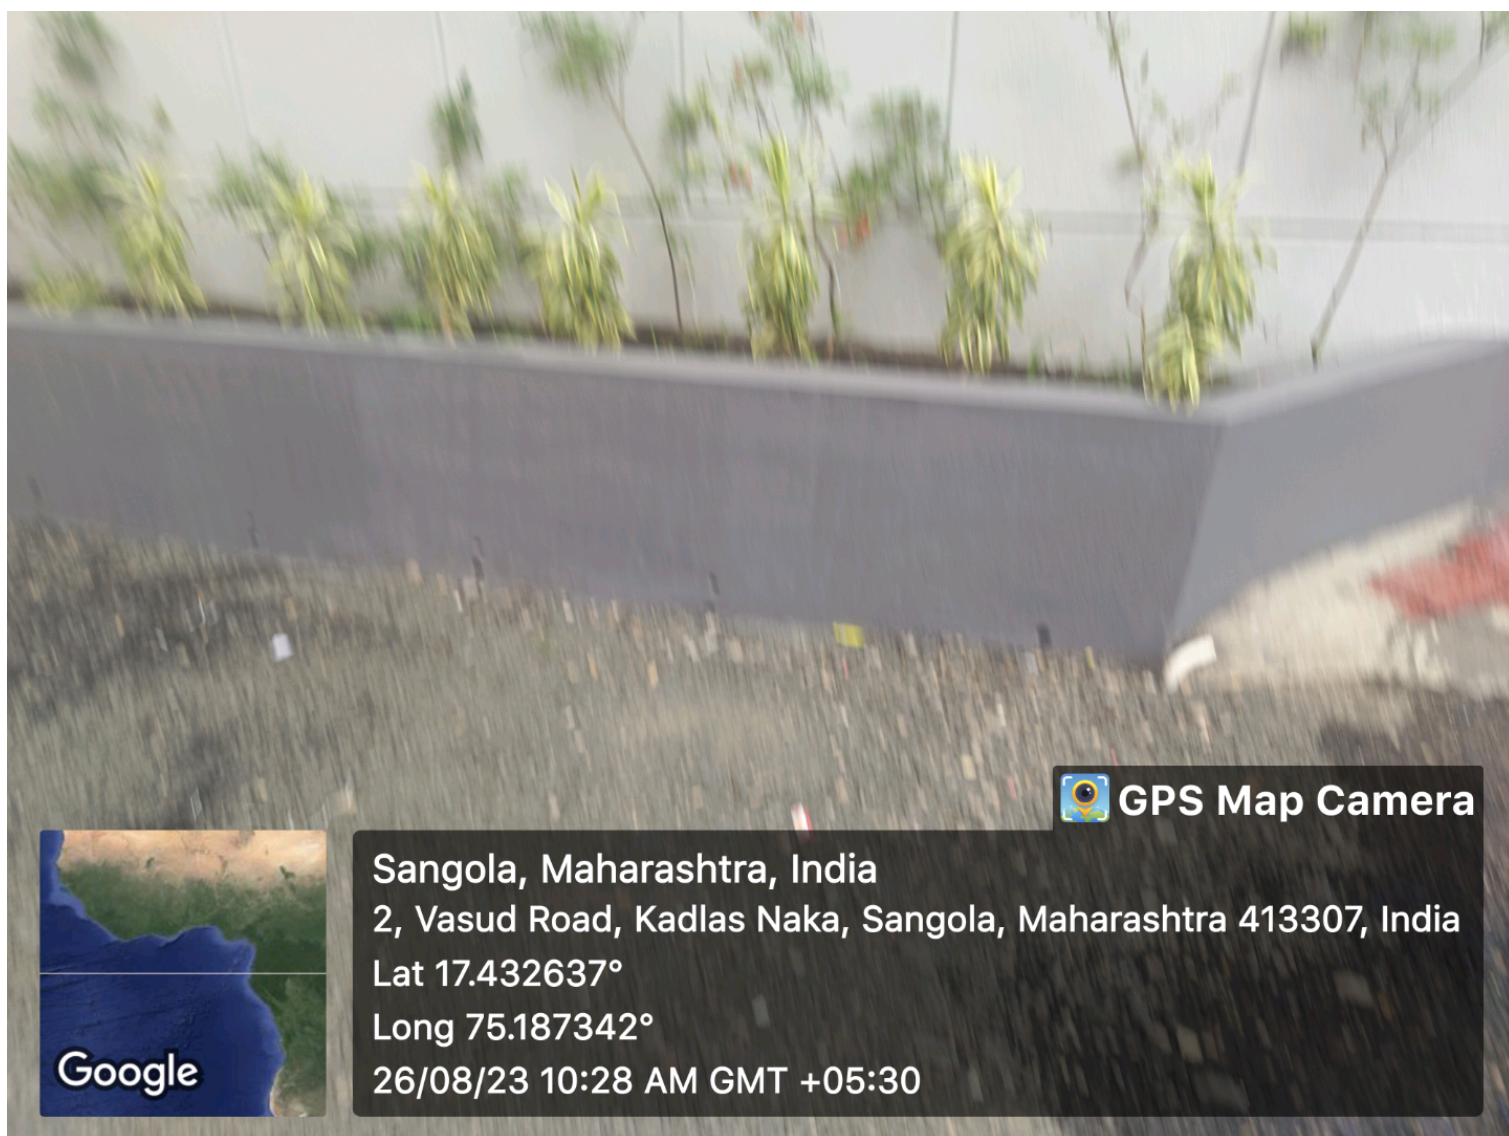 GPS Map Camera
Sangola, Maharashtra, India
2, Vasud Road, Kadlas Naka, Sangola, Maharashtra 413307, India
Lat 17.432637°
Long 75.187342°
26/08/23 10:28 AM GMT +05:30
Google